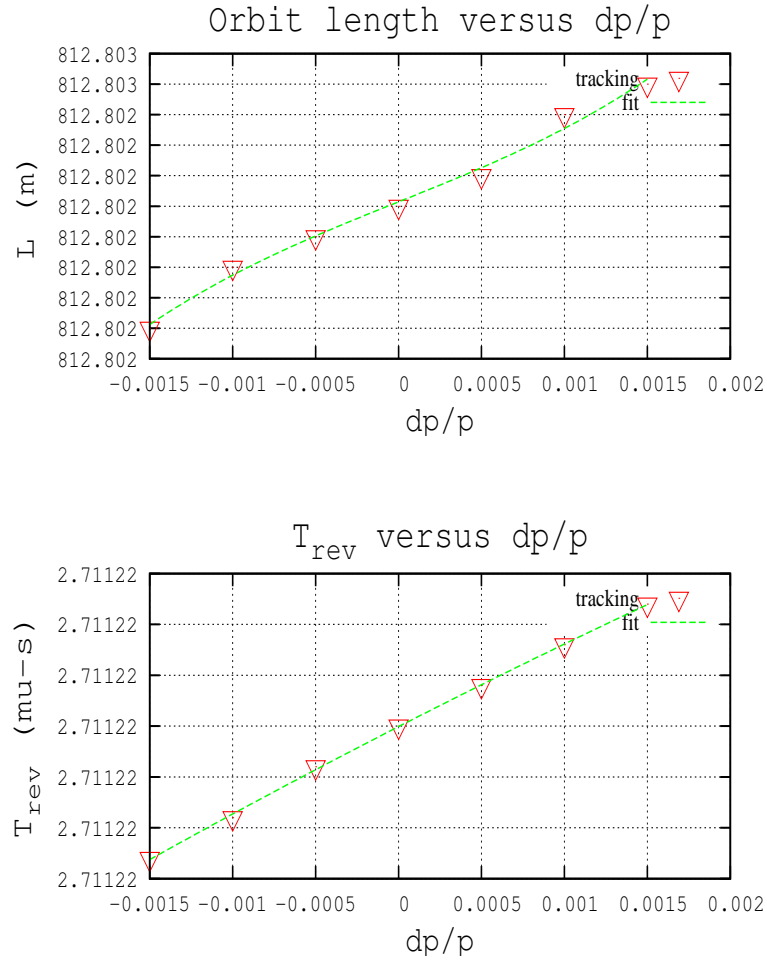 Orbit length versus dp/p
812.803
812.803
812.802
812.802
812.802
812.802
812.802
812.802
812.802
812.802
812.802
L (m)
tracking
fit
-0.0015 -0.001 -0.0005 0 0.0005 0.001 0.0015 0.002
dp/p
T_rev versus dp/p
2.71122
2.71122
2.71122
2.71122
2.71122
2.71122
2.71122
T_rev (mu-s)
tracking
fit
-0.0015 -0.001 -0.0005 0 0.0005 0.001 0.0015 0.002
dp/p